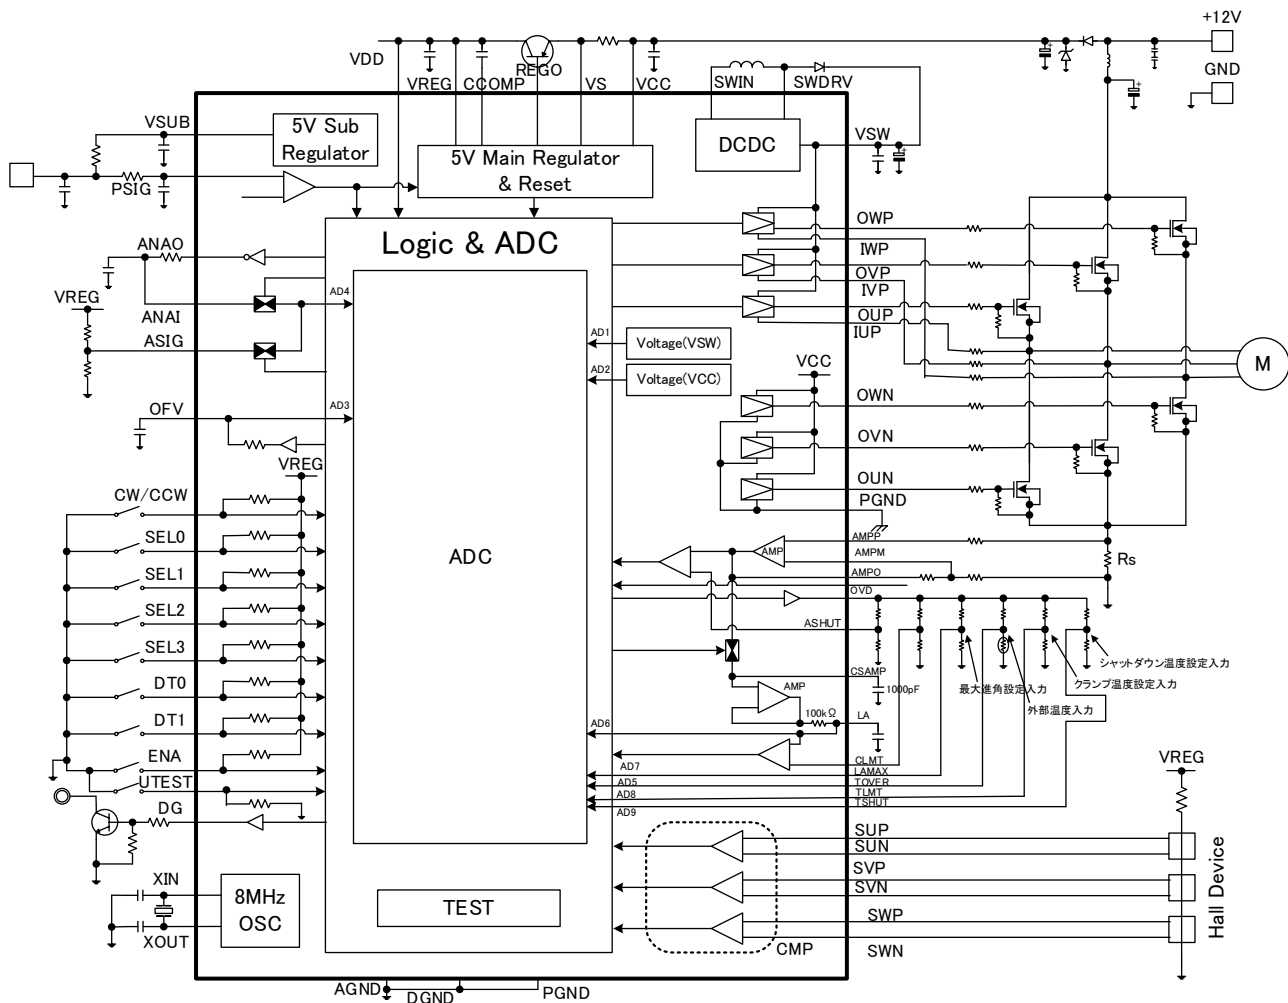 +12V
VDD
REGO
VREG
CCOMP
VS
VCC
SWIN
SWDRV
GND
VSUB
5V Sub
Regulator
5V Main Regulator
& Reset
DCDC
VSW
PSIG
Logic & ADC
OWP
ANAO
IWP
OVP
VREG
AD4
IVP
ANAI
OUP
ASIG
IUP
AD1
Voltage(VSW)
AD2
Voltage(VCC)
VCC
M
OFV
AD3
OWN
OVN
VREG
OUN
CW/CCW
PGND
SEL0
AMPP
AMP
AMPM
ADC
Rs
SEL1
AMPO
OVD
SEL2
ASHUT
SEL3
シャットダウン温度設定入力
CSAMP
クランプ温度設定入力
DT0
AMP
1000pF
最大進角設定入力
外部温度入力
DT1
AD6
100kΩ
LA
ENA
CLMT
VREG
AD7
LAMAX
UTEST
AD5
TOVER
AD8
TLMT
DG
AD9
TSHUT
SUP
SUN
XIN
SVP
8MHz
OSC
SVN
TEST
SWP
XOUT
CMP
SWN
Hall Device
AGND
DGND
PGND